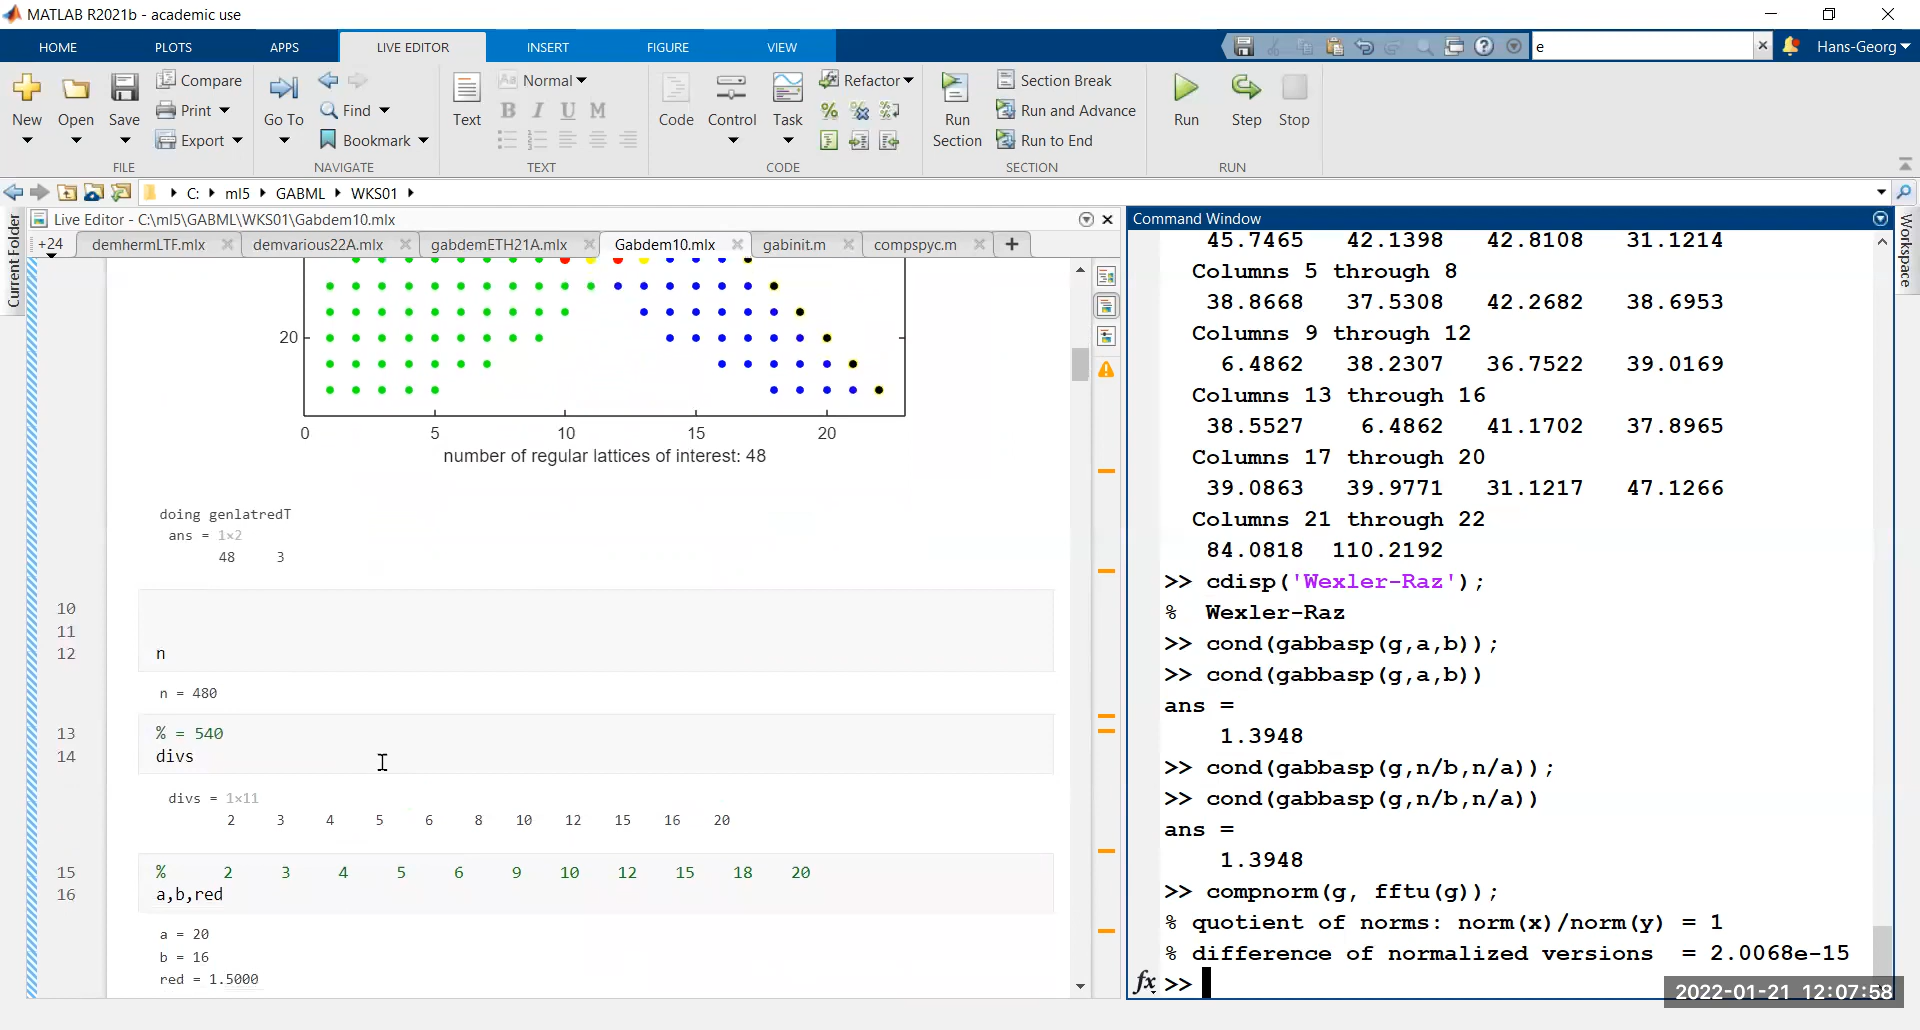 MATLAB R2021b - academic use
HOME PLOTS APPS LIVE EDITOR INSERT FIGURE VIEW e Hans-Georg
New Open Save Compare Print Export
FILE
Go To Find Bookmark
NAVIGATE
Text Normal B I U M
TEXT
Code Control Task Refactor
CODE
Run Section Section Break Run and Advance Run to End
SECTION
Run Step Stop
RUN
C: ml5 GABML WKS01
Current Folder
Live Editor - C:\ml5\GABML\WKS01\Gabdem10.mlx
+24 demhermLTF.mlx demvarious22A.mlx gabdemETH21A.mlx Gabdem10.mlx gabinit.m compspyc.m +
20
0 5 10 15 20
number of regular lattices of interest: 48
doing genlatredT
ans = 1×2
48 3
10
11
12 n
n = 480
13 % = 540
14 divs
divs = 1×11
2 3 4 5 6 8 10 12 15 16 20
15 % 2 3 4 5 6 9 10 12 15 18 20
16 a,b,red
a = 20
b = 16
red = 1.5000
Command Window
45.7465 42.1398 42.8108 31.1214
Columns 5 through 8
38.8668 37.5308 42.2682 38.6953
Columns 9 through 12
6.4862 38.2307 36.7522 39.0169
Columns 13 through 16
38.5527 6.4862 41.1702 37.8965
Columns 17 through 20
39.0863 39.9771 31.1217 47.1266
Columns 21 through 22
84.0818 110.2192
>> cdisp('Wexler-Raz');
% Wexler-Raz
>> cond(gabbasp(g,a,b));
>> cond(gabbasp(g,a,b))
ans =
1.3948
>> cond(gabbasp(g,n/b,n/a));
>> cond(gabbasp(g,n/b,n/a))
ans =
1.3948
>> compnorm(g, fftu(g));
% quotient of norms: norm(x)/norm(y) = 1
% difference of normalized versions = 2.0068e-15
fx >>
Workspace
2022-01-21 12:07:58